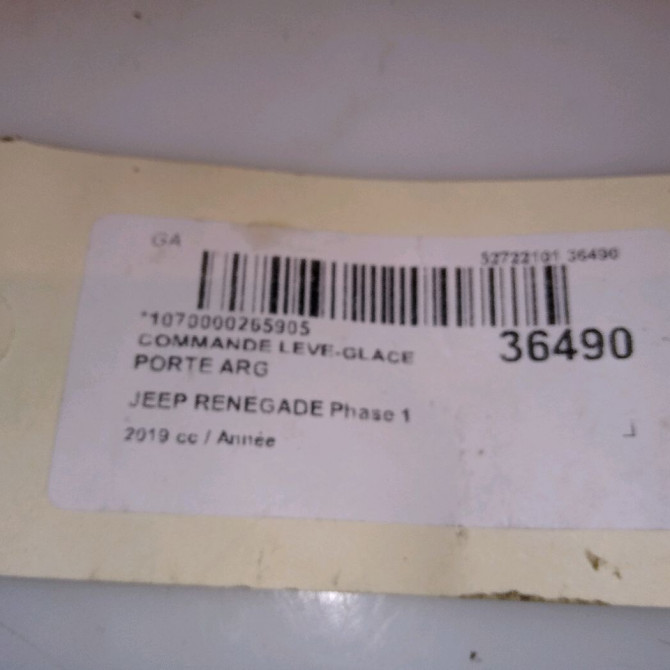 GA
52722101 36490
*1070000265905
36490
COMMANDE LEVE-GLACE
PORTE ARG
JEEP RENEGADE Phase 1
2019 cc / Année